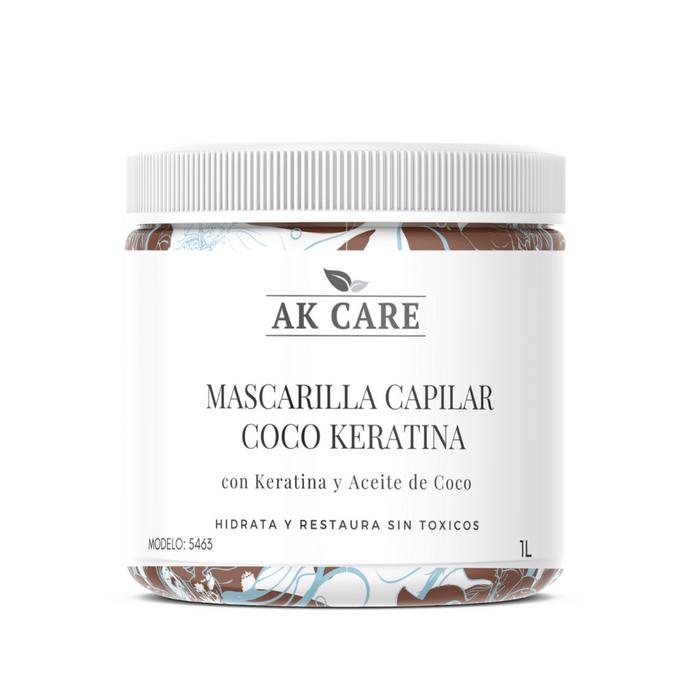 AK CARE
MASCARILLA CAPILAR
COCO KERATINA
con Keratina y Aceite de Coco
HIDRATA Y RESTAURA SIN TOXICOS
MODELO: 5463
1L